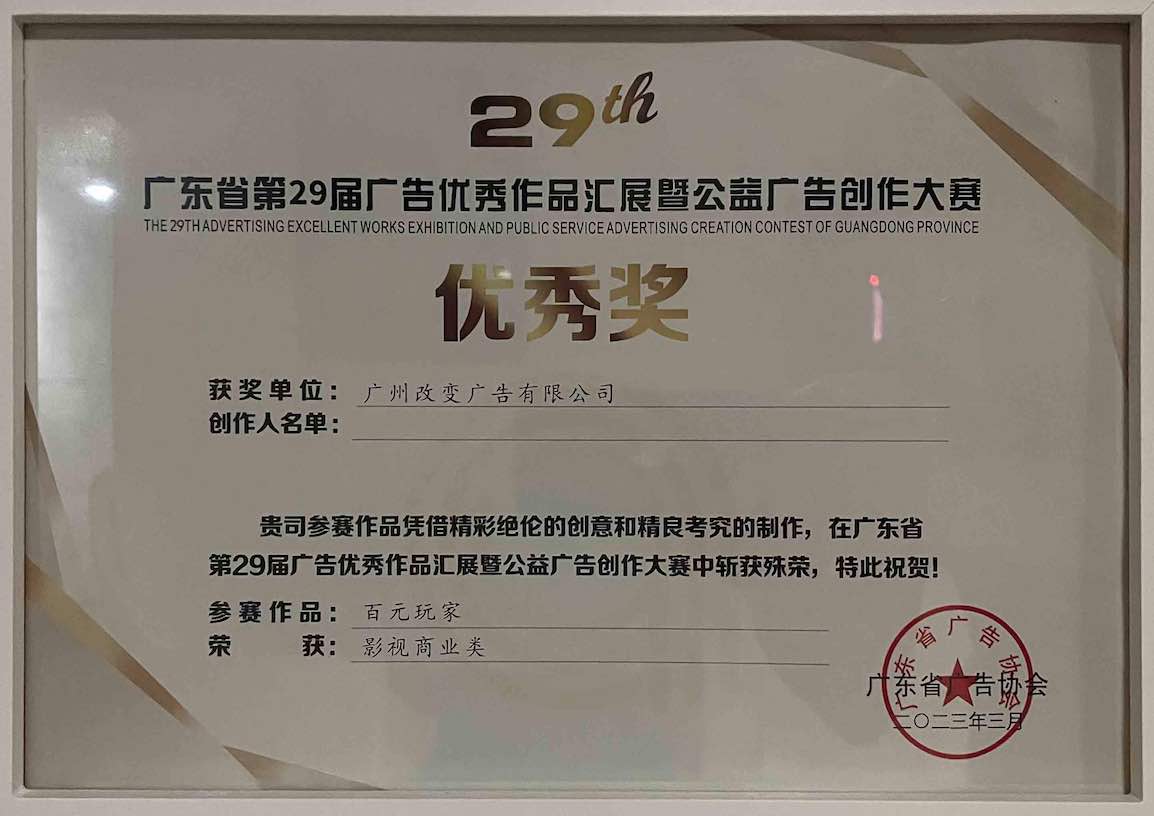 29th
广东省第29届广告优秀作品汇展暨公益广告创作大赛
THE 29TH ADVERTISING EXCELLENT WORKS EXHIBITION AND PUBLIC SERVICE ADVERTISING CREATION CONTEST OF GUANGDONG PROVINCE
优秀奖
获奖单位：广州改变广告有限公司
创作人名单：
贵司参赛作品凭借精彩绝伦的创意和精良考究的制作，在广东省
第29届广告优秀作品汇展暨公益广告创作大赛中斩获殊荣，特此祝贺！
参赛作品：百元玩家
荣获：影视商业类
广东省广告协会
广东省广告协会
二〇二三年三月